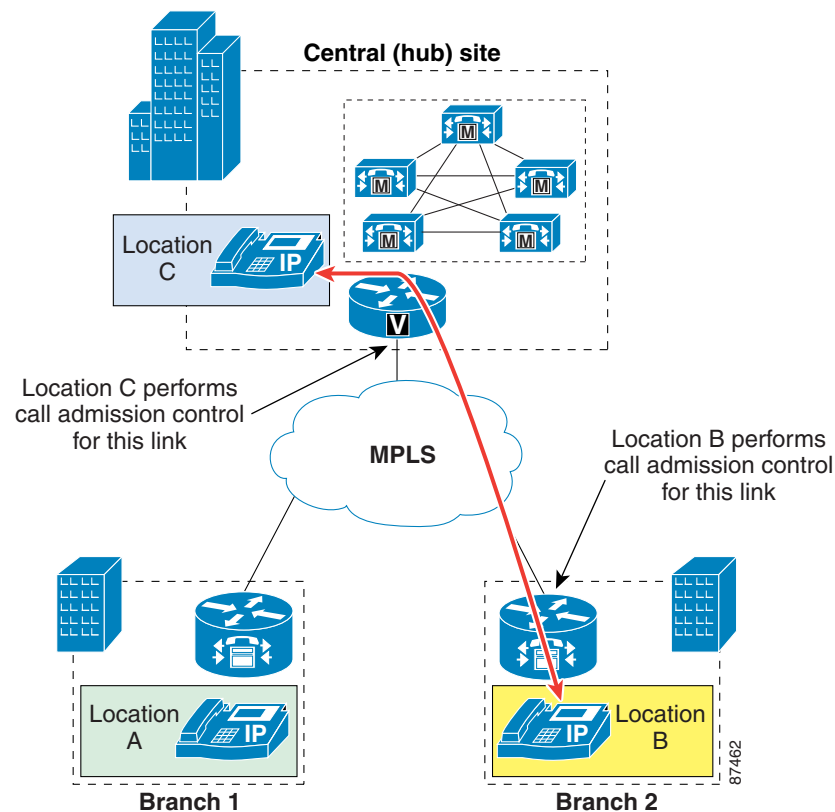 Central (hub) site
M
M
M
M
M
Location
C
IP
V
Location C performs
call admission control
for this link
MPLS
Location B performs
call admission control
for this link
Location
A
IP
IP
Location
B
87462
Branch 1
Branch 2